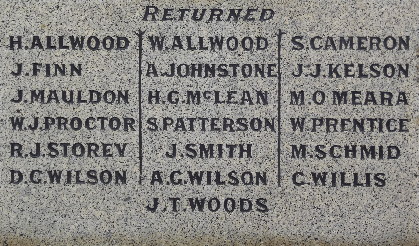 RETURNED
H. ALLWOOD W. ALLWOOD S. CAMERON
J. FINN A. JOHNSTONE J. J. KELSON
J. MAULDON H. G. McLEAN M. O MEARA
W. J. PROCTOR S. PATTERSON W. PRENTICE
R. J. STOREY J. SMITH M. SCHMID
D. C. WILSON A. G. WILSON C. WILLIS
J. T. WOODS